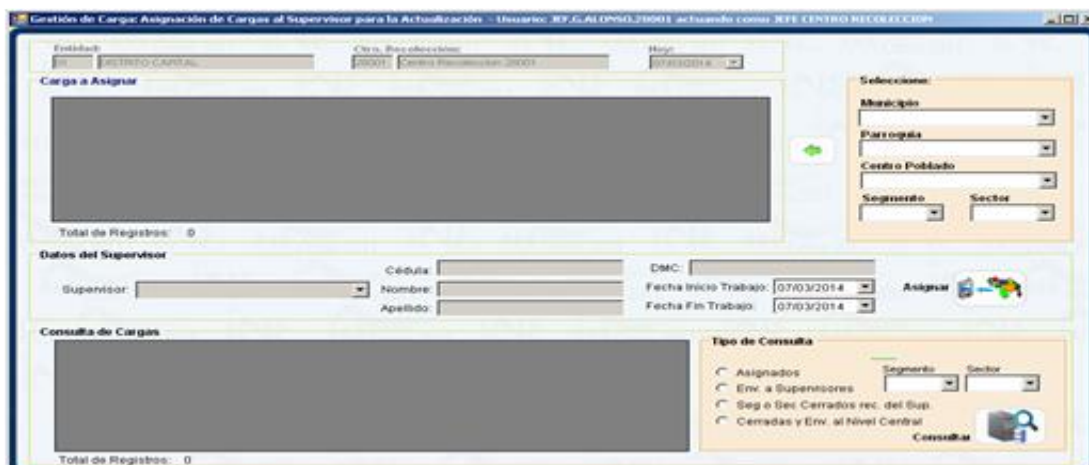 Gestión de Carga: Asignación de Cargas al Supervisor para la Actualización - Usuario: JEF.G.ALONSO.20001 actuando como JEFE CENTRO RECOLECCION
Entidad: Ctro. Recolección: Hoy:
01 DISTRITO CAPITAL 20001 Centro Recoleccion 20001 07/03/2014
Carga a Asignar
Seleccione:
Municipio
Parroquia
Centro Poblado
Segmento Sector
Total de Registros: 0
Datos del Supervisor
Supervisor:
Cédula:
Nombre:
Apellido:
DMC:
Fecha Inicio Trabajo: 07/03/2014
Fecha Fin Trabajo: 07/03/2014
Asignar
Consulta de Cargas
Tipo de Consulta
Asignados
Env. a Supervisores
Seg o Sec Cerrados rec. del Sup.
Cerradas y Env. al Nivel Central
Segmento Sector
Consultar
Total de Registros: 0